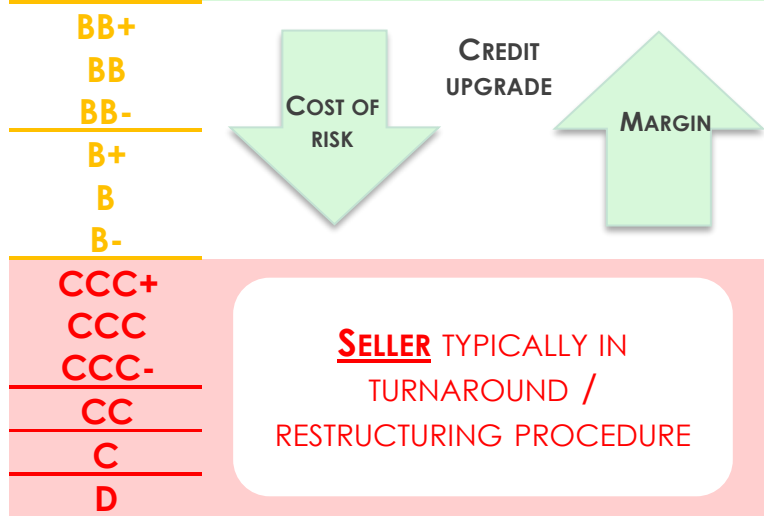 BB+
BB
BB-
B+
B
B-
CCC+
CCC
CCC-
CC
C
D
COST OF
RISK
CREDIT
UPGRADE
MARGIN
SELLER TYPICALLY IN
TURNAROUND /
RESTRUCTURING PROCEDURE